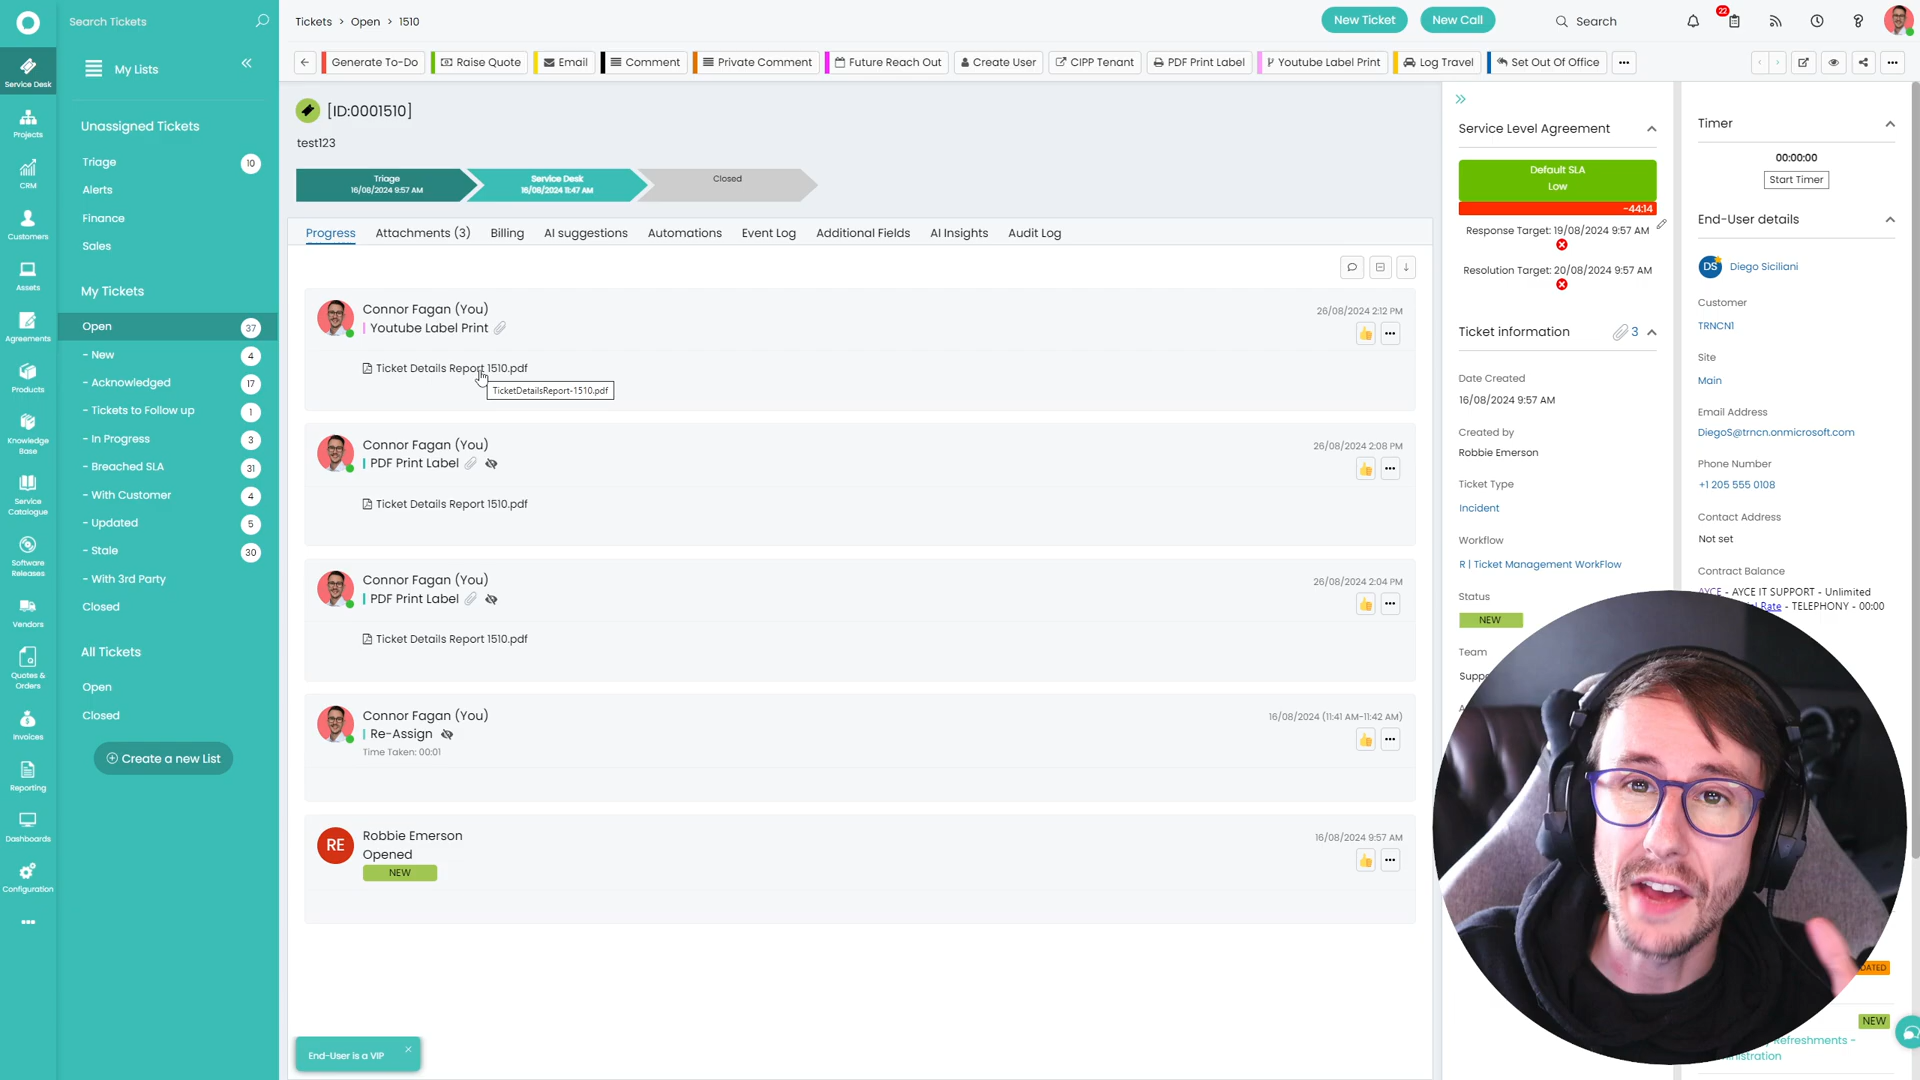 Search Tickets
Tickets > Open > 1510
New Ticket
New Call
Search
22
Service Desk
Projects
CRM
Customers
Assets
Agreements
Products
Knowledge Base
Service Catalogue
Software Releases
Vendors
Quotes & Orders
Invoices
Reporting
Dashboards
Configuration
My Lists
Unassigned Tickets
Triage 10
Alerts
Finance
Sales
My Tickets
Open 37
- New 4
- Acknowledged 17
- Tickets to Follow up 1
- In Progress 3
- Breached SLA 31
- With Customer 4
- Updated 5
- Stale 30
- With 3rd Party
Closed
All Tickets
Open
Closed
Create a new List
Generate To-Do
Raise Quote
Email
Comment
Private Comment
Future Reach Out
Create User
CIPP Tenant
PDF Print Label
Youtube Label Print
Log Travel
Set Out Of Office
[ID:0001510]
test123
Triage
16/08/2024 9:57 AM
Service Desk
16/08/2024 11:47 AM
Closed
Progress
Attachments (3)
Billing
AI suggestions
Automations
Event Log
Additional Fields
AI Insights
Audit Log
Connor Fagan (You)
26/08/2024 2:12 PM
Youtube Label Print
Ticket Details Report 1510.pdf
TicketDetailsReport-1510.pdf
Connor Fagan (You)
26/08/2024 2:08 PM
PDF Print Label
Ticket Details Report 1510.pdf
Connor Fagan (You)
26/08/2024 2:04 PM
PDF Print Label
Ticket Details Report 1510.pdf
Connor Fagan (You)
16/08/2024 (11:41 AM-11:42 AM)
Re-Assign
Time Taken: 00:01
RE
Robbie Emerson
16/08/2024 9:57 AM
Opened
NEW
End-User is a VIP
Service Level Agreement
Default SLA
Low
-44:14
Response Target: 19/08/2024 9:57 AM
Resolution Target: 20/08/2024 9:57 AM
Ticket information
3
Date Created
16/08/2024 9:57 AM
Created by
Robbie Emerson
Ticket Type
Incident
Workflow
R | Ticket Management WorkFlow
Status
NEW
Team
Supp
Timer
00:00:00
Start Timer
End-User details
DS
Diego Siciliani
Customer
TRNCN1
Site
Main
Email Address
DiegoS@trncn.onmicrosoft.com
Phone Number
+1 205 555 0108
Contact Address
Not set
Contract Balance
AYCE - AYCE IT SUPPORT - Unlimited
Rate - TELEPHONY - 00:00
DATED
NEW
Refreshments -